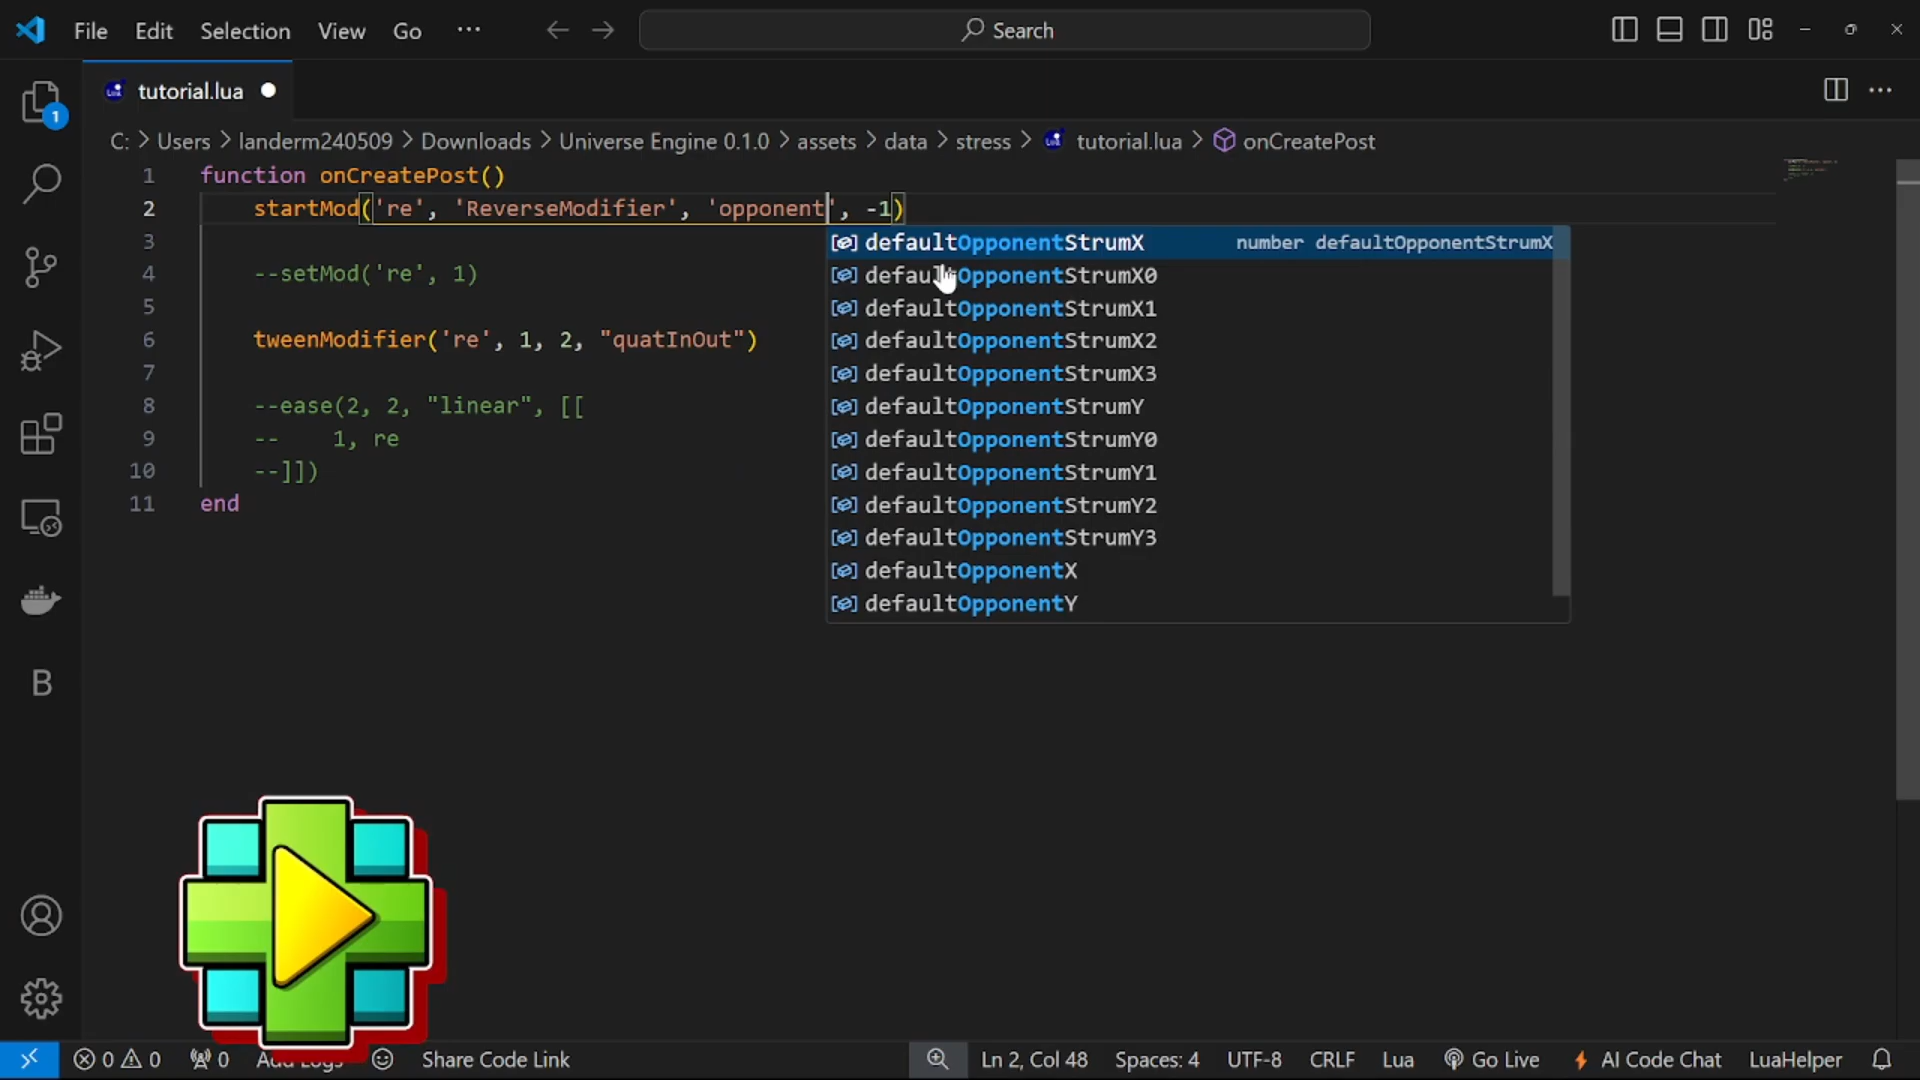 File Edit Selection View Go ··· Search
tutorial.lua
C: > Users > landerm240509 > Downloads > Universe Engine 0.1.0 > assets > data > stress > tutorial.lua > onCreatePost
1 function onCreatePost()
2 startMod('re', 'ReverseModifier', 'opponent', -1)
3
4 --setMod('re', 1)
5
6 tweenModifier('re', 1, 2, "quatInOut")
7
8 --ease(2, 2, "linear", [[
9 -- 1, re
10 --]])
11 end
defaultOpponentStrumX number defaultOpponentStrumX
defaultOpponentStrumX0
defaultOpponentStrumX1
defaultOpponentStrumX2
defaultOpponentStrumX3
defaultOpponentStrumY
defaultOpponentStrumY0
defaultOpponentStrumY1
defaultOpponentStrumY2
defaultOpponentStrumY3
defaultOpponentX
defaultOpponentY
1
B
0 0 0 Add Logs Share Code Link Ln 2, Col 48 Spaces: 4 UTF-8 CRLF Lua Go Live AI Code Chat LuaHelper